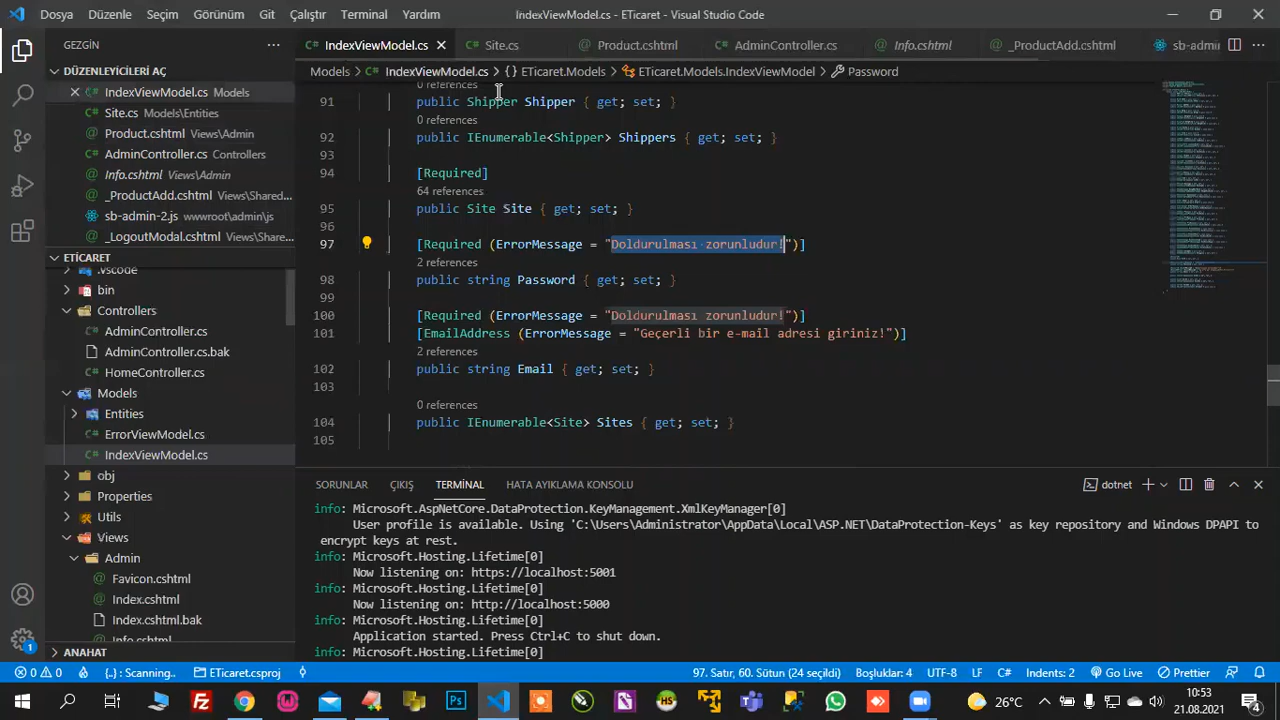 Dosya Düzenle Seçim Görünüm Git Çalıştır Terminal Yardım IndexViewModel.cs - ETicaret - Visual Studio Code
GEZGİN
IndexViewModel.cs Site.cs Product.cshtml AdminController.cs Info.cshtml _ProductAdd.cshtml sb-admin
DÜZENLEYİCİLERİ AÇ
Models > IndexViewModel.cs > {} ETicaret.Models > ETicaret.Models.IndexViewModel > Password
IndexViewModel.cs Models
Site.cs Models\Entities
Product.cshtml Views\Admin
AdminController.cs Controllers
Info.cshtml Views\Admin
_ProductAdd.cshtml Views\Shared...
sb-admin-2.js wwwroot\admin\js
_LogoutModal.cshtml Views\Shared...
ETICARET
.vscode
bin
Controllers
AdminController.cs
AdminController.cs.bak
HomeController.cs
Models
Entities
ErrorViewModel.cs
IndexViewModel.cs
obj
Properties
Utils
Views
Admin
Favicon.cshtml
Index.cshtml
Index.cshtml.bak
Info.cshtml
ANAHAT
0 references
91 public Shipper Shipper { get; set; }
0 references
92 public IEnumerable<Shipper> Shippers { get; set;
93
94 [Required]
64 references
95 public { get; set; }
96
97 [Required (ErrorMessage = "Doldurulması zorunludur!")]
2 references
98 public string Password { get; set; }
99
100 [Required (ErrorMessage = "Doldurulması zorunludur!")]
101 [EmailAddress (ErrorMessage = "Geçerli bir e-mail adresi giriniz!")]
2 references
102 public string Email { get; set; }
103
0 references
104 public IEnumerable<Site> Sites { get; set; }
105
SORUNLAR ÇIKIŞ TERMİNAL HATA AYIKLAMA KONSOLU dotnet
info: Microsoft.AspNetCore.DataProtection.KeyManagement.XmlKeyManager[0]
User profile is available. Using 'C:\Users\Administrator\AppData\Local\ASP.NET\DataProtection-Keys' as key repository and Windows DPAPI to
encrypt keys at rest.
info: Microsoft.Hosting.Lifetime[0]
Now listening on: https://localhost:5001
info: Microsoft.Hosting.Lifetime[0]
Now listening on: http://localhost:5000
info: Microsoft.Hosting.Lifetime[0]
Application started. Press Ctrl+C to shut down.
info: Microsoft.Hosting.Lifetime[0]
0 0 {..} : Scanning... ETicaret.csproj 97. Satır, 60. Sütun (24 seçildi) Boşluklar: 4 UTF-8 LF C# Indents: 2 Go Live Prettier
26°C 10:53
21.08.2021